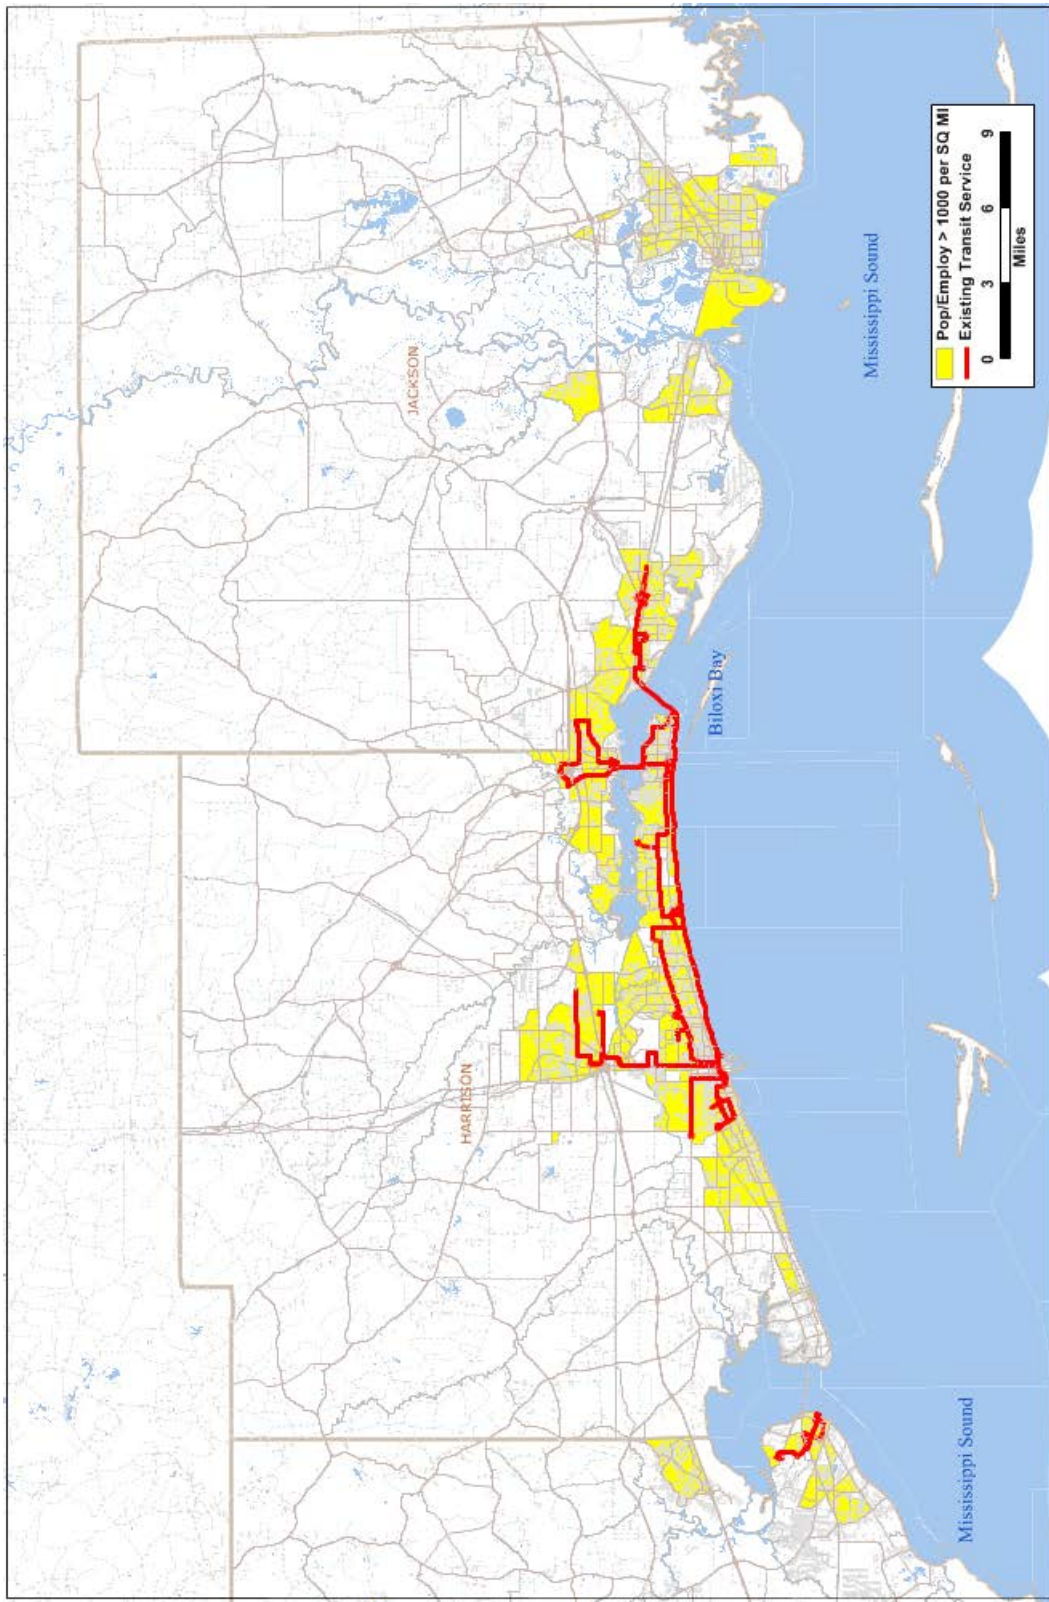 JACKSON
HARRISON
Mississippi Sound
Biloxi Bay
Mississippi Sound
Pop/Employ > 1000 per SQ MI
Existing Transit Service
0 3 6 9
Miles